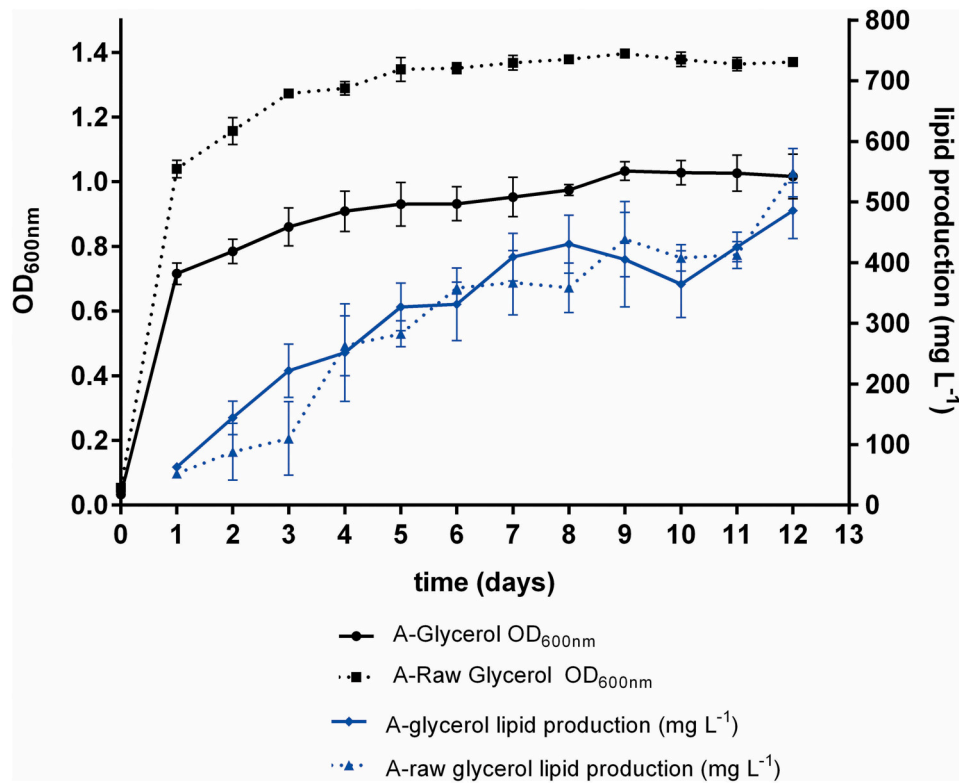 OD600nm
1.4
1.2
1.0
0.8
0.6
0.4
0.2
0.0
800
700
600
500
400
300
200
100
0
lipid production (mg L-1)
0 1 2 3 4 5 6 7 8 9 10 11 12 13
time (days)
A-Glycerol OD600nm
A-Raw Glycerol OD600nm
A-glycerol lipid production (mg L-1)
A-raw glycerol lipid production (mg L-1)